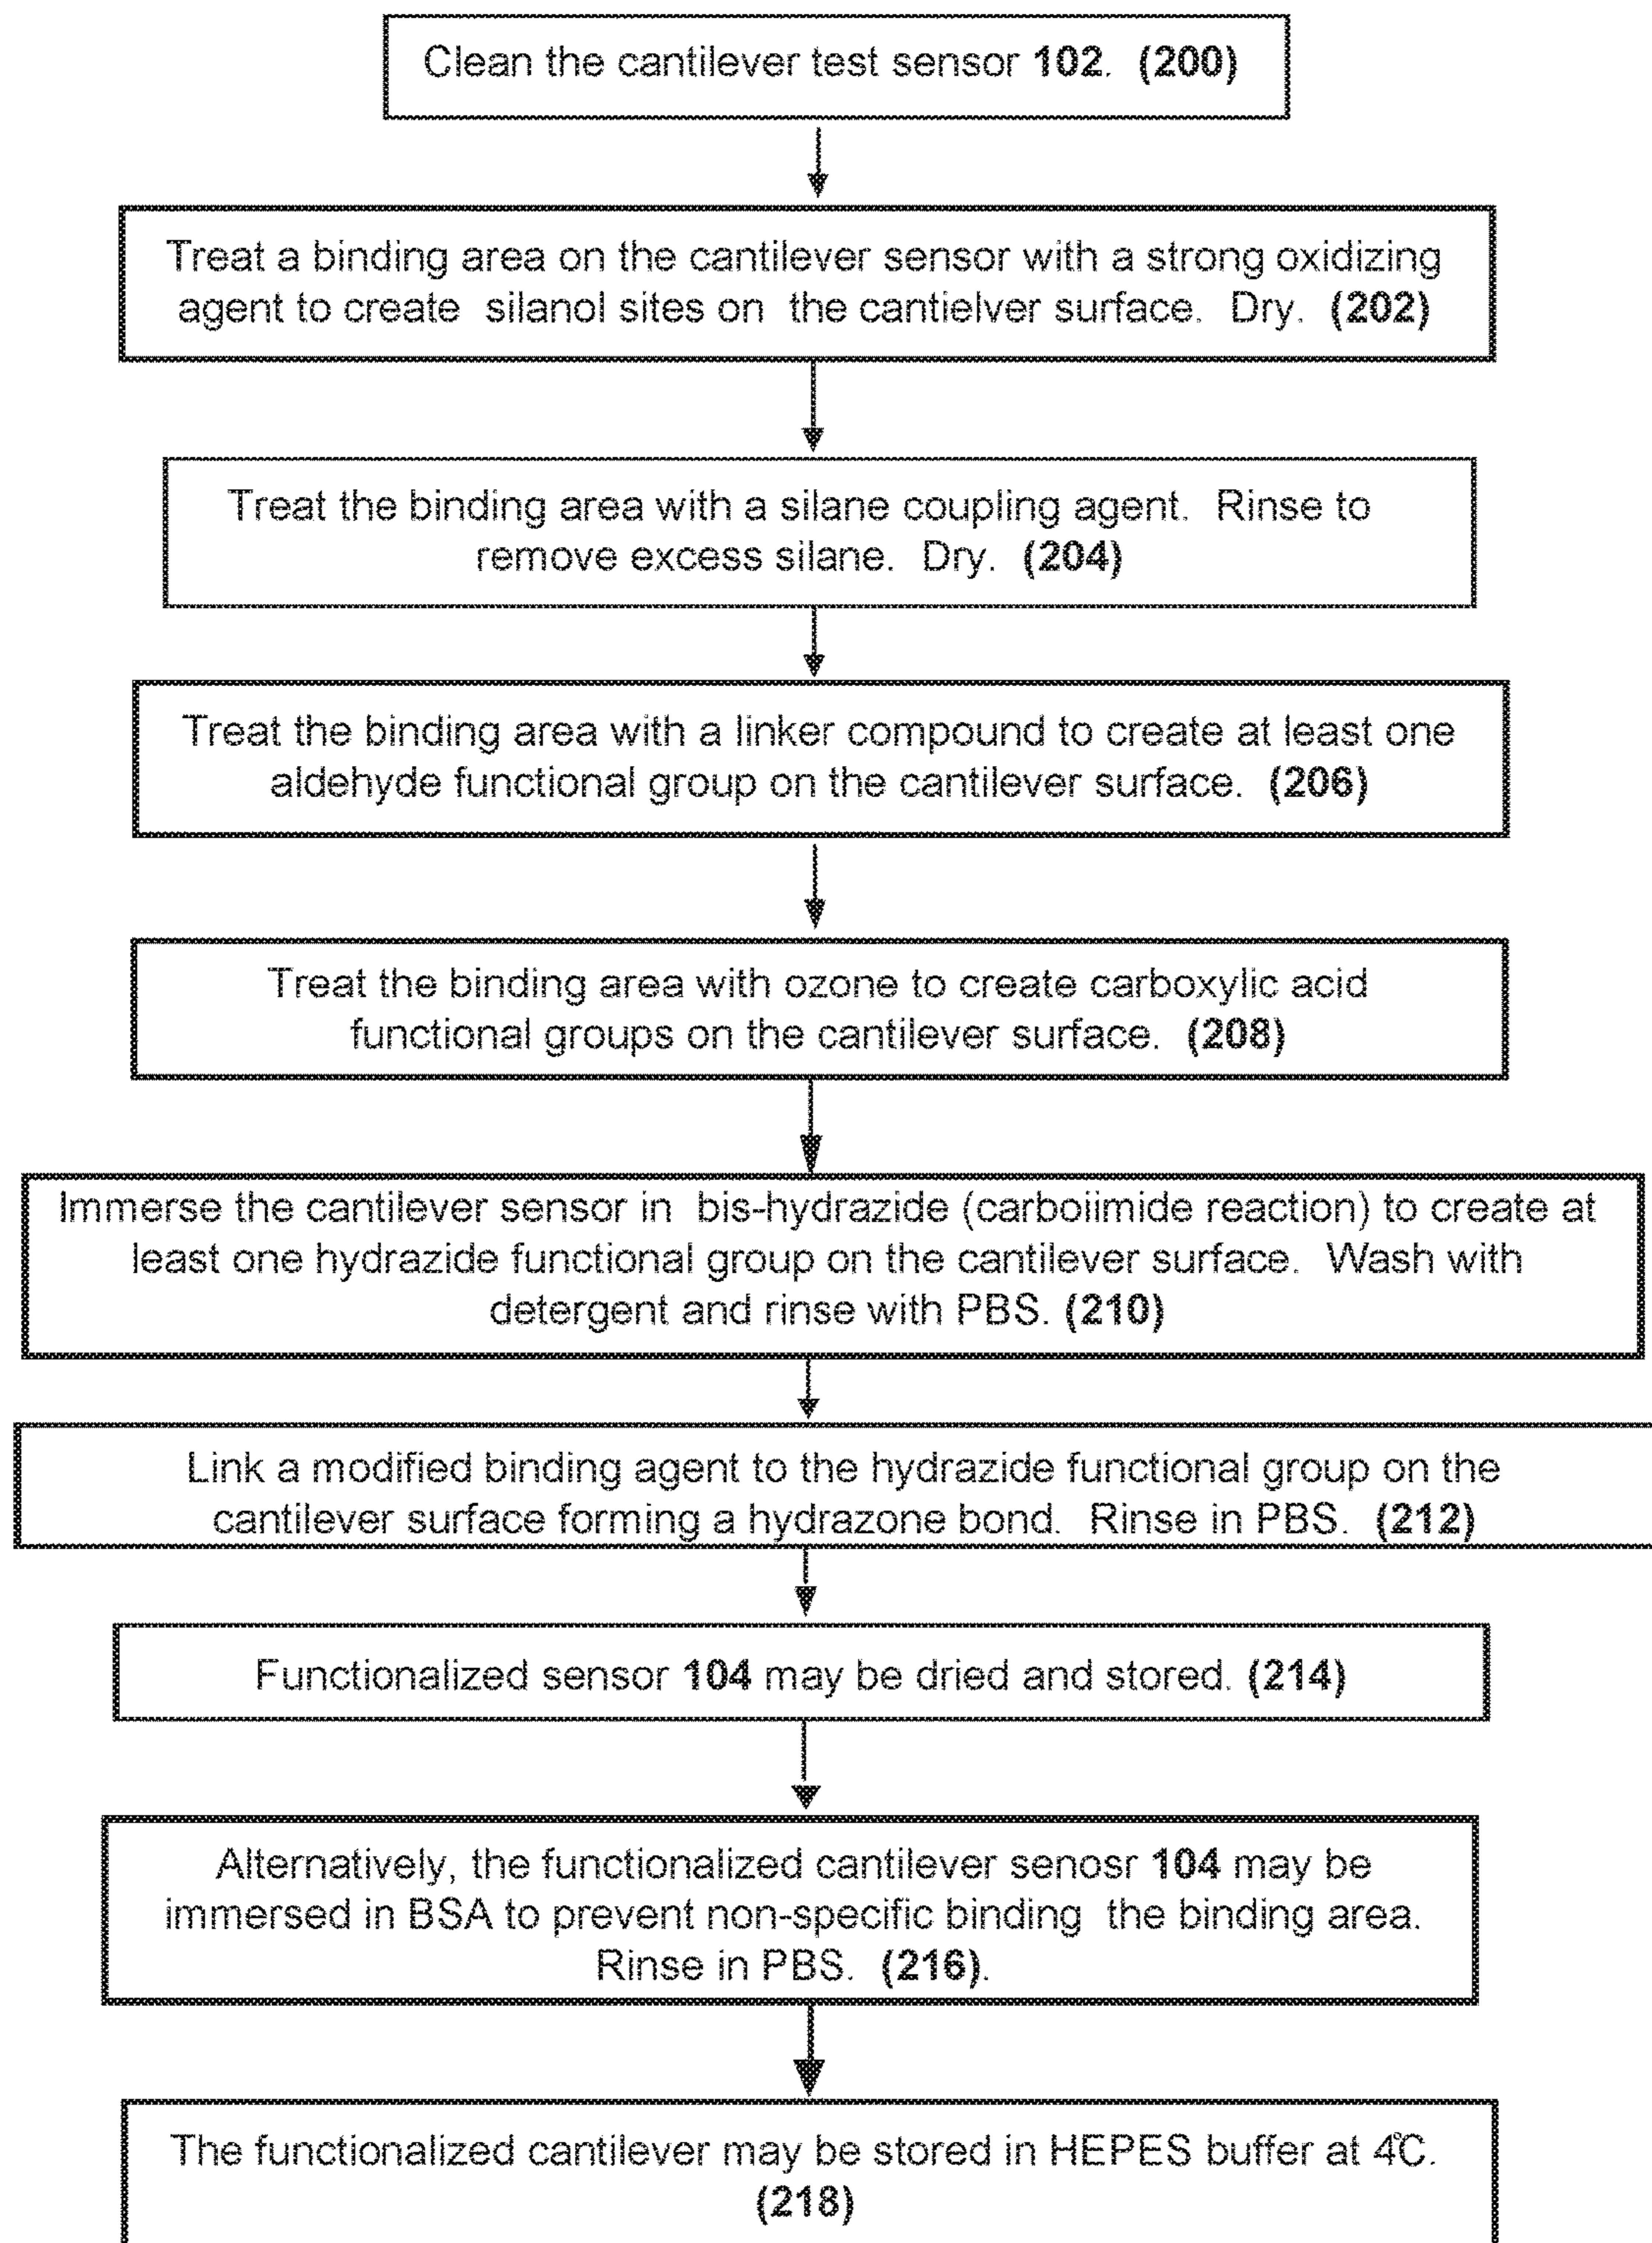 Clean the cantilever test sensor 102. (200)
Treat a binding area on the cantilever sensor with a strong oxidizing
agent to create silanol sites on the cantielver surface. Dry. (202)
Treat the binding area with a silane coupling agent. Rinse to
remove excess silane. Dry. (204)
Treat the binding area with a linker compound to create at least one
aldehyde functional group on the cantilever surface. (206)
Treat the binding area with ozone to create carboxylic acid
functional groups on the cantilever surface. (208)
Immerse the cantilever sensor in bis-hydrazide (carboiimide reaction) to create at
least one hydrazide functional group on the cantilever surface. Wash with
detergent and rinse with PBS. (210)
Link a modified binding agent to the hydrazide functional group on the
cantilever surface forming a hydrazone bond. Rinse in PBS. (212)
Functionalized sensor 104 may be dried and stored. (214)
Alternatively, the functionalized cantilever senosr 104 may be
immersed in BSA to prevent non-specific binding the binding area.
Rinse in PBS. (216).
The functionalized cantilever may be stored in HEPES buffer at 4°C.
(218)